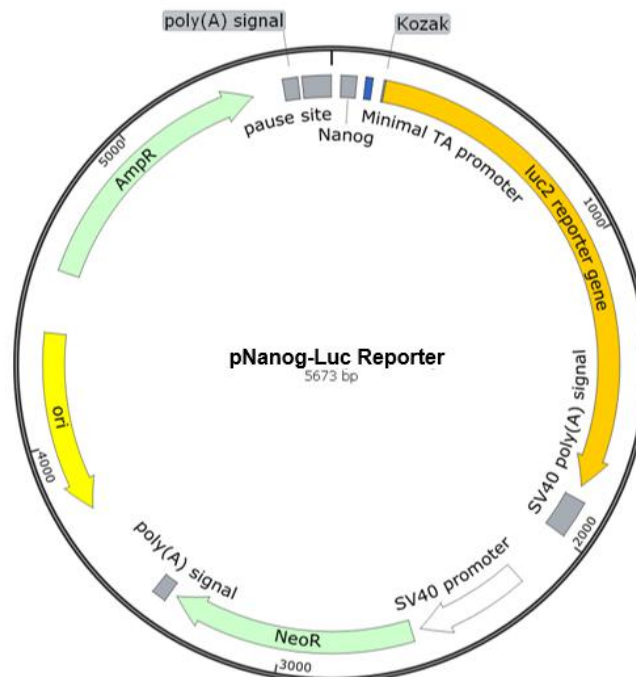 poly(A) signal
Kozak
pause site
Nanog
Minimal TA promoter
luc2 reporter gene
1000
SV40 poly(A) signal
2000
SV40 promoter
NeoR
3000
poly(A) signal
ori
4000
AmpR
5000
pNanog-Luc Reporter
5673 bp